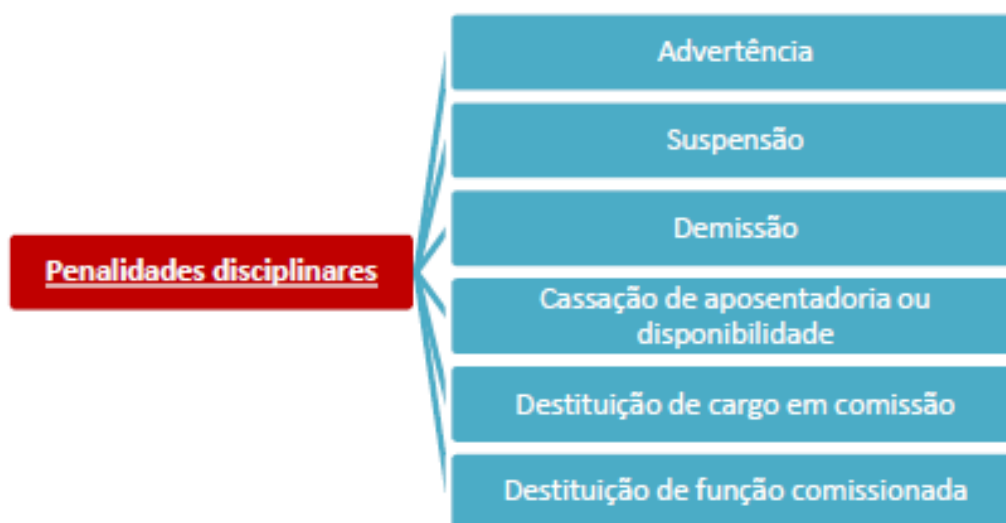 Penalidades disciplinares
Advertência
Suspensão
Demissão
Cassação de aposentadoria ou
disponibilidade
Destituição de cargo em comissão
Destituição de função comissionada